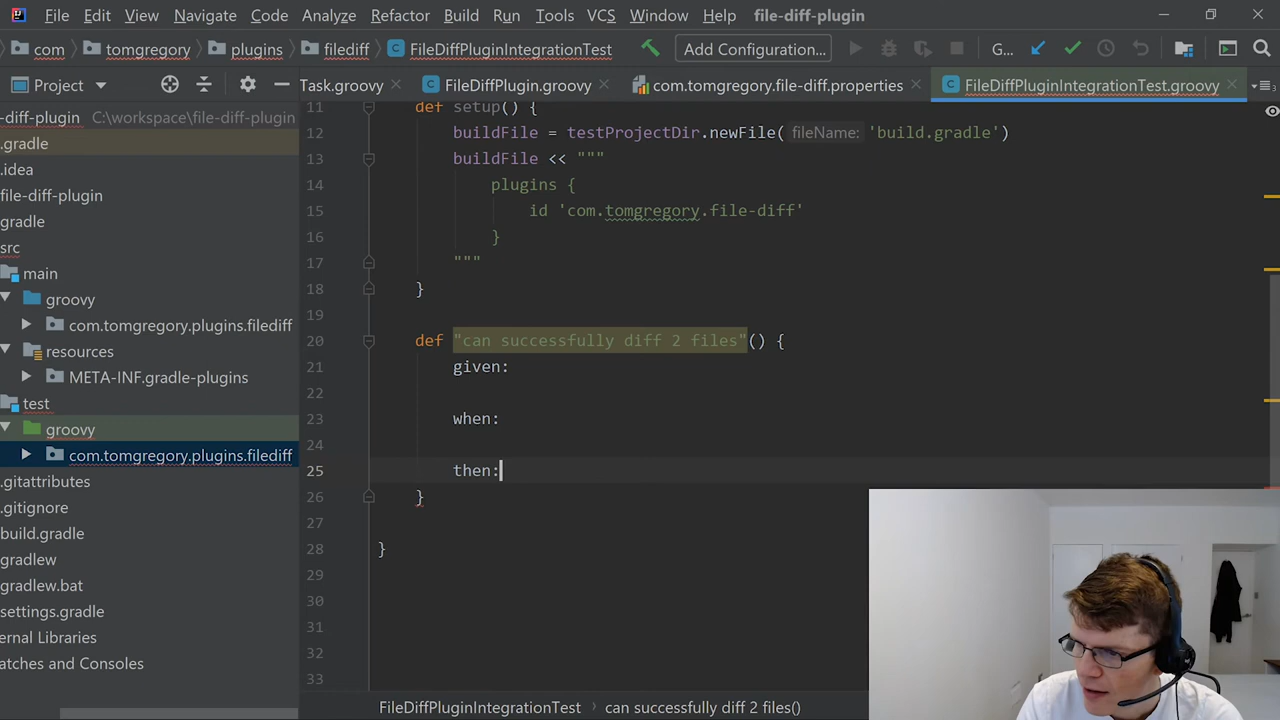 File Edit View Navigate Code Analyze Refactor Build Run Tools VCS Window Help file-diff-plugin
com tomgregory plugins filediff FileDiffPluginIntegrationTest Add Configuration... G...
Project Task.groovy FileDiffPlugin.groovy com.tomgregory.file-diff.properties FileDiffPluginIntegrationTest.groovy
-diff-plugin C:\workspace\file-diff-plugin
.gradle
.idea
file-diff-plugin
gradle
src
main
groovy
com.tomgregory.plugins.filediff
resources
META-INF.gradle-plugins
test
groovy
com.tomgregory.plugins.filediff
.gitattributes
.gitignore
build.gradle
gradlew
gradlew.bat
settings.gradle
ernal Libraries
atches and Consoles
11 def setup() {
12 buildFile = testProjectDir.newFile( fileName: 'build.gradle')
13 buildFile << """
14 plugins {
15 id 'com.tomgregory.file-diff'
16 }
17 """
18 }
19
20 def "can successfully diff 2 files"() {
21 given:
22
23 when:
24
25 then:
26 }
27
28 }
29
30
31
32
33
FileDiffPluginIntegrationTest can successfully diff 2 files()